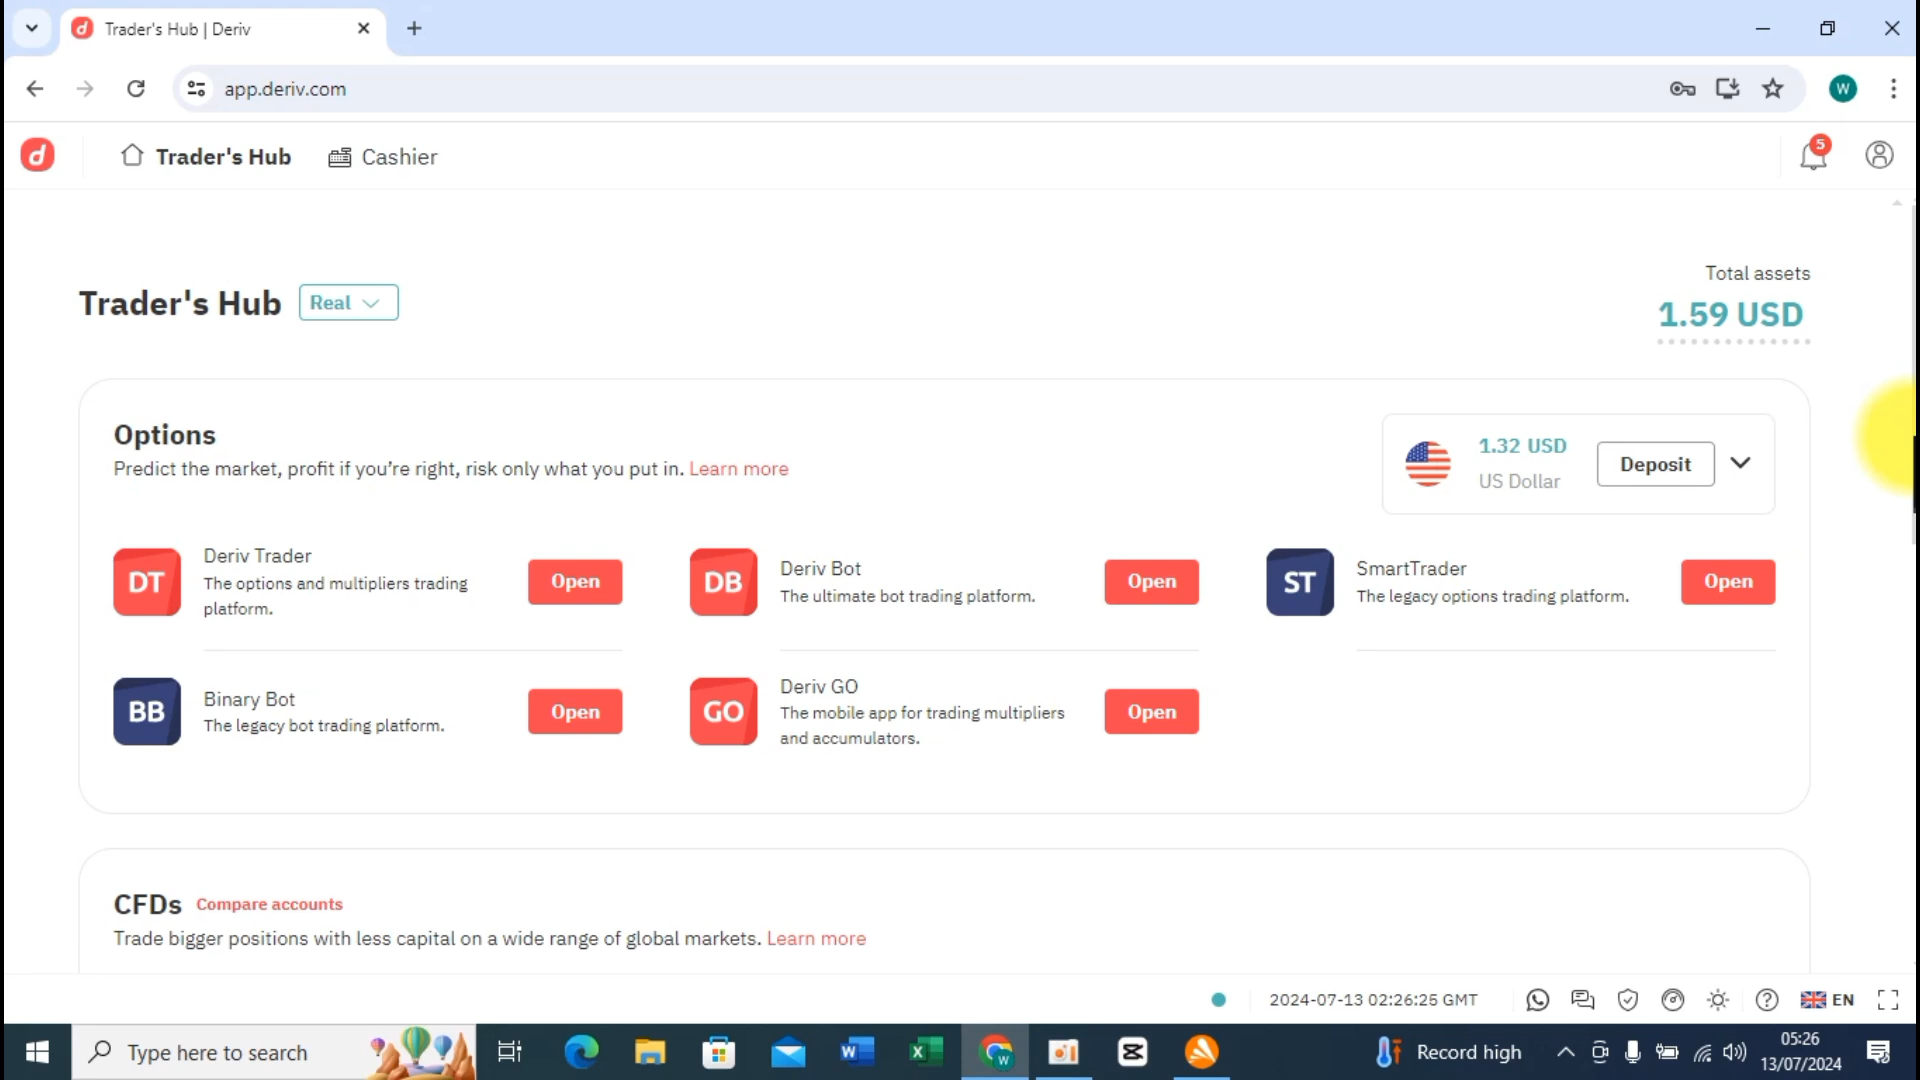 Trader's Hub | Deriv
app.deriv.com
W
d
Trader's Hub
Cashier
5
Total assets
Trader's Hub
Real
1.59 USD
Options
Predict the market, profit if you're right, risk only what you put in. Learn more
1.32 USD
US Dollar
Deposit
DT
Deriv Trader
The options and multipliers trading
platform.
Open
DB
Deriv Bot
The ultimate bot trading platform.
Open
ST
SmartTrader
The legacy options trading platform.
Open
BB
Binary Bot
The legacy bot trading platform.
Open
GO
Deriv GO
The mobile app for trading multipliers
and accumulators.
Open
CFDs Compare accounts
Trade bigger positions with less capital on a wide range of global markets. Learn more
2024-07-13 02:26:25 GMT
EN
Type here to search
Record high
05:26
13/07/2024